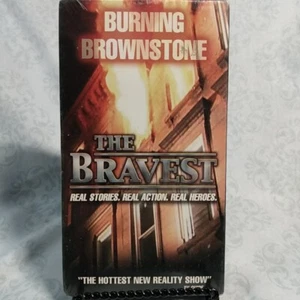 BURNING
BROWNSTONE
THE
BRAVEST
REAL STORIES. REAL ACTION. REAL HEROES.
"THE HOTTEST NEW REALITY SHOW"